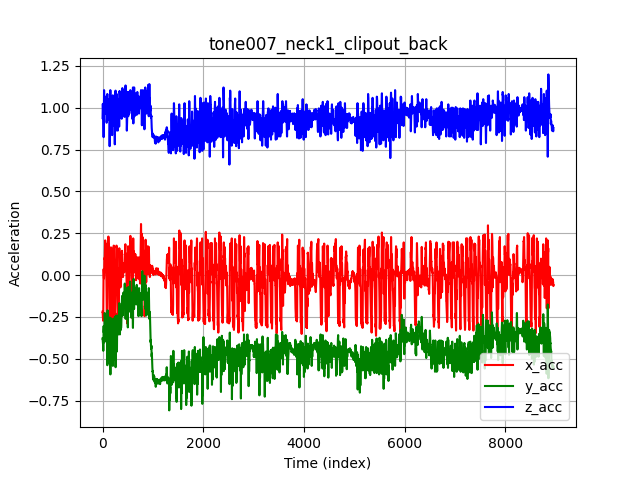 tone007_neck1_clipout_back
1.25
1.00
0.75
0.50
0.25
0.00
−0.25
−0.50
−0.75
Acceleration
0
2000
4000
6000
8000
Time (index)
x_acc
y_acc
z_acc